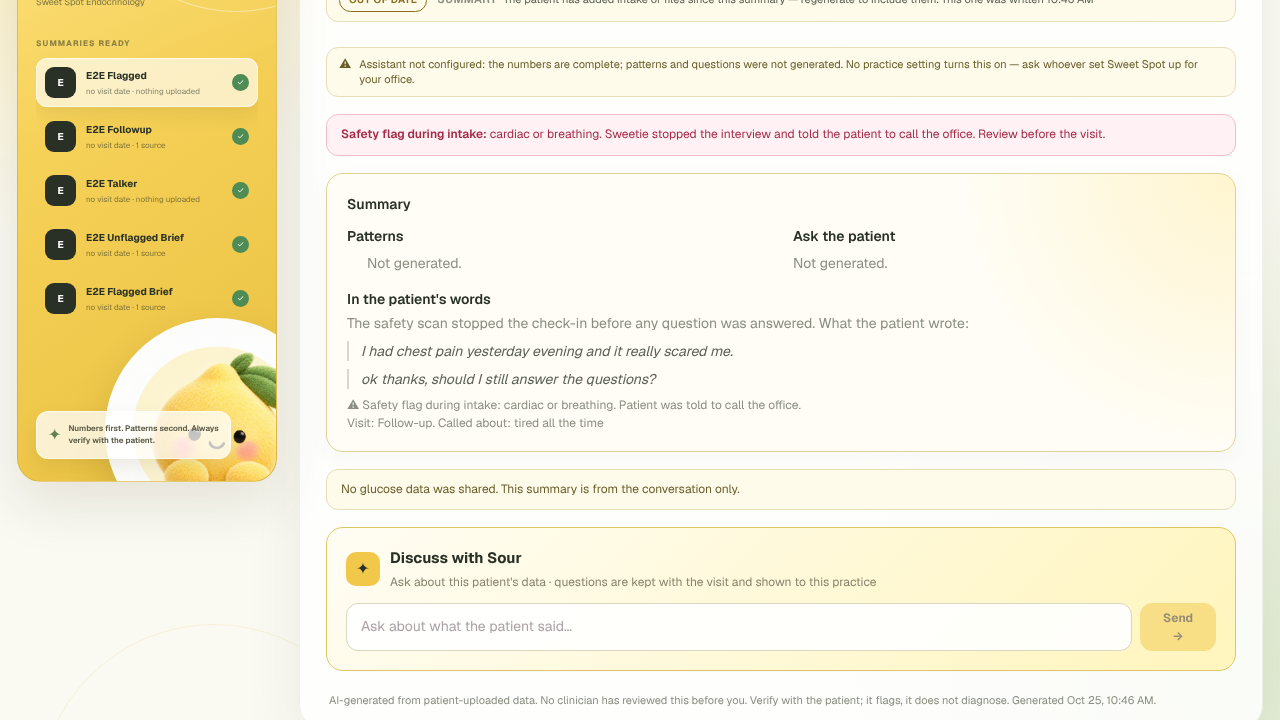 Sweet Spot Endocrinology
SUMMARIES READY
E
E2E Flagged
no visit date · nothing uploaded
E
E2E Followup
no visit date · 1 source
E
E2E Talker
no visit date · nothing uploaded
E
E2E Unflagged Brief
no visit date · 1 source
E
E2E Flagged Brief
no visit date · 1 source
Numbers first. Patterns second. Always
verify with the patient.
OUT OF DATE SUMMARY The patient has added intake or files since this summary — regenerate to include them. This one was written 10:46 AM
Assistant not configured: the numbers are complete; patterns and questions were not generated. No practice setting turns this on — ask whoever set Sweet Spot up for
your office.
Safety flag during intake: cardiac or breathing. Sweetie stopped the interview and told the patient to call the office. Review before the visit.
Summary
Patterns
Not generated.
Ask the patient
Not generated.
In the patient's words
The safety scan stopped the check-in before any question was answered. What the patient wrote:
I had chest pain yesterday evening and it really scared me.
ok thanks, should I still answer the questions?
⚠ Safety flag during intake: cardiac or breathing. Patient was told to call the office.
Visit: Follow-up. Called about: tired all the time
No glucose data was shared. This summary is from the conversation only.
Discuss with Sour
Ask about this patient's data · questions are kept with the visit and shown to this practice
Ask about what the patient said…
Send
→
AI-generated from patient-uploaded data. No clinician has reviewed this before you. Verify with the patient; it flags, it does not diagnose. Generated Oct 25, 10:46 AM.